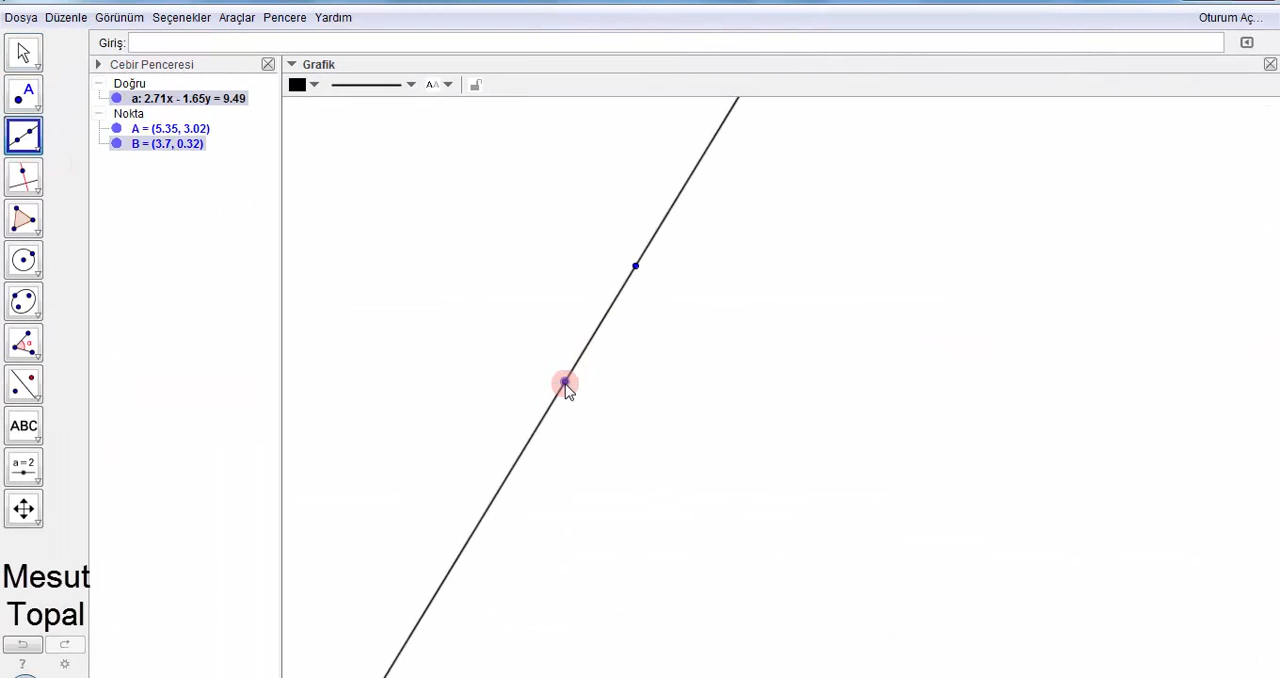 Dosya Düzenle Görünüm Seçenekler Araçlar Pencere Yardım Oturum Aç...
Giriş:
Cebir Penceresi Grafik
Doğru
a: 2.71x - 1.65y = 9.49
Nokta
A = (5.35, 3.02)
B = (3.7, 0.32)
A
AA
α
ABC
a=2
Mesut
Topal
?